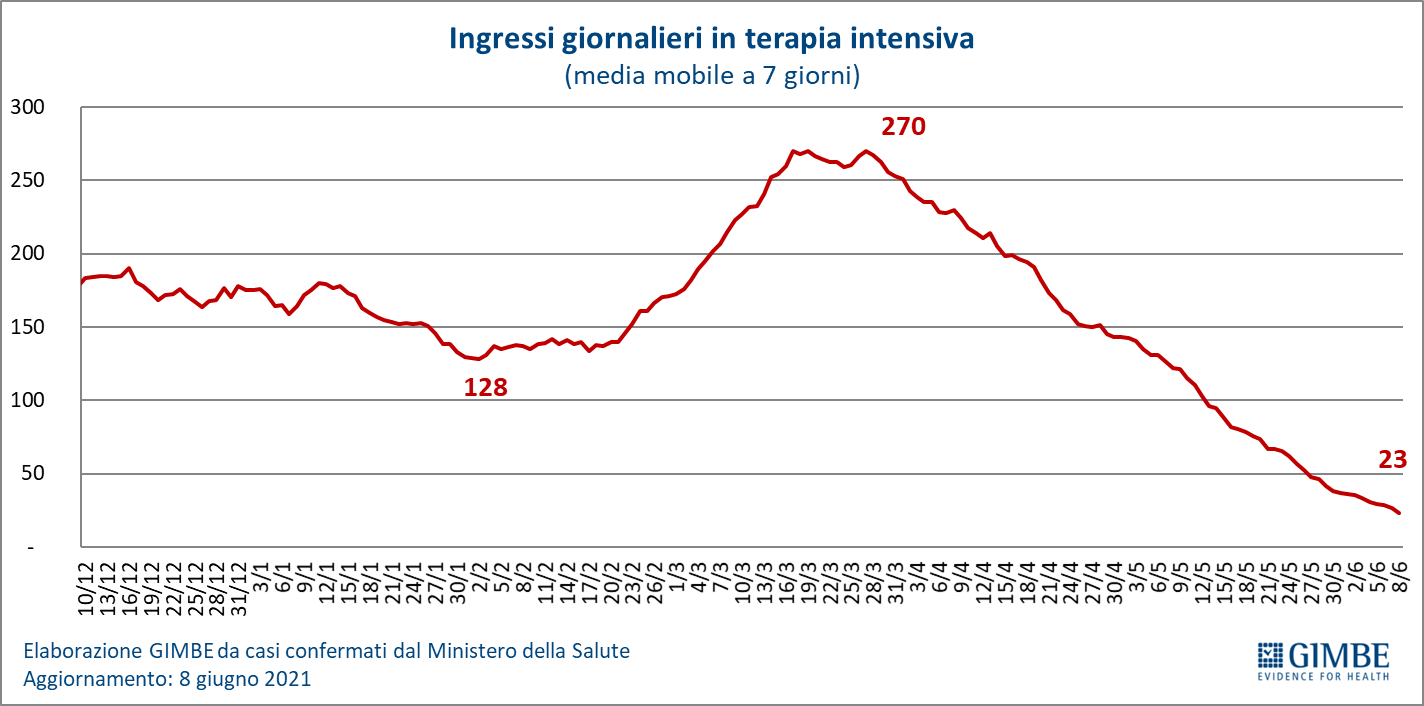 Ingressi giornalieri in terapia intensiva
(media mobile a 7 giorni)
300
270
250
200
150
128
100
50
23
-
10/12 13/12 16/12 19/12 22/12 25/12 28/12 31/12 3/1 6/1 9/1 12/1 15/1 18/1 21/1 24/1 27/1 30/1 2/2 5/2 8/2 11/2 14/2 17/2 20/2 23/2 26/2 1/3 4/3 7/3 10/3 13/3 16/3 19/3 22/3 25/3 28/3 31/3 3/4 6/4 9/4 12/4 15/4 18/4 21/4 24/4 27/4 30/4 3/5 6/5 9/5 12/5 15/5 18/5 21/5 24/5 27/5 30/5 2/6 5/6 8/6
Elaborazione GIMBE da casi confermati dal Ministero della Salute
Aggiornamento: 8 giugno 2021
GIMBE
EVIDENCE FOR HEALTH